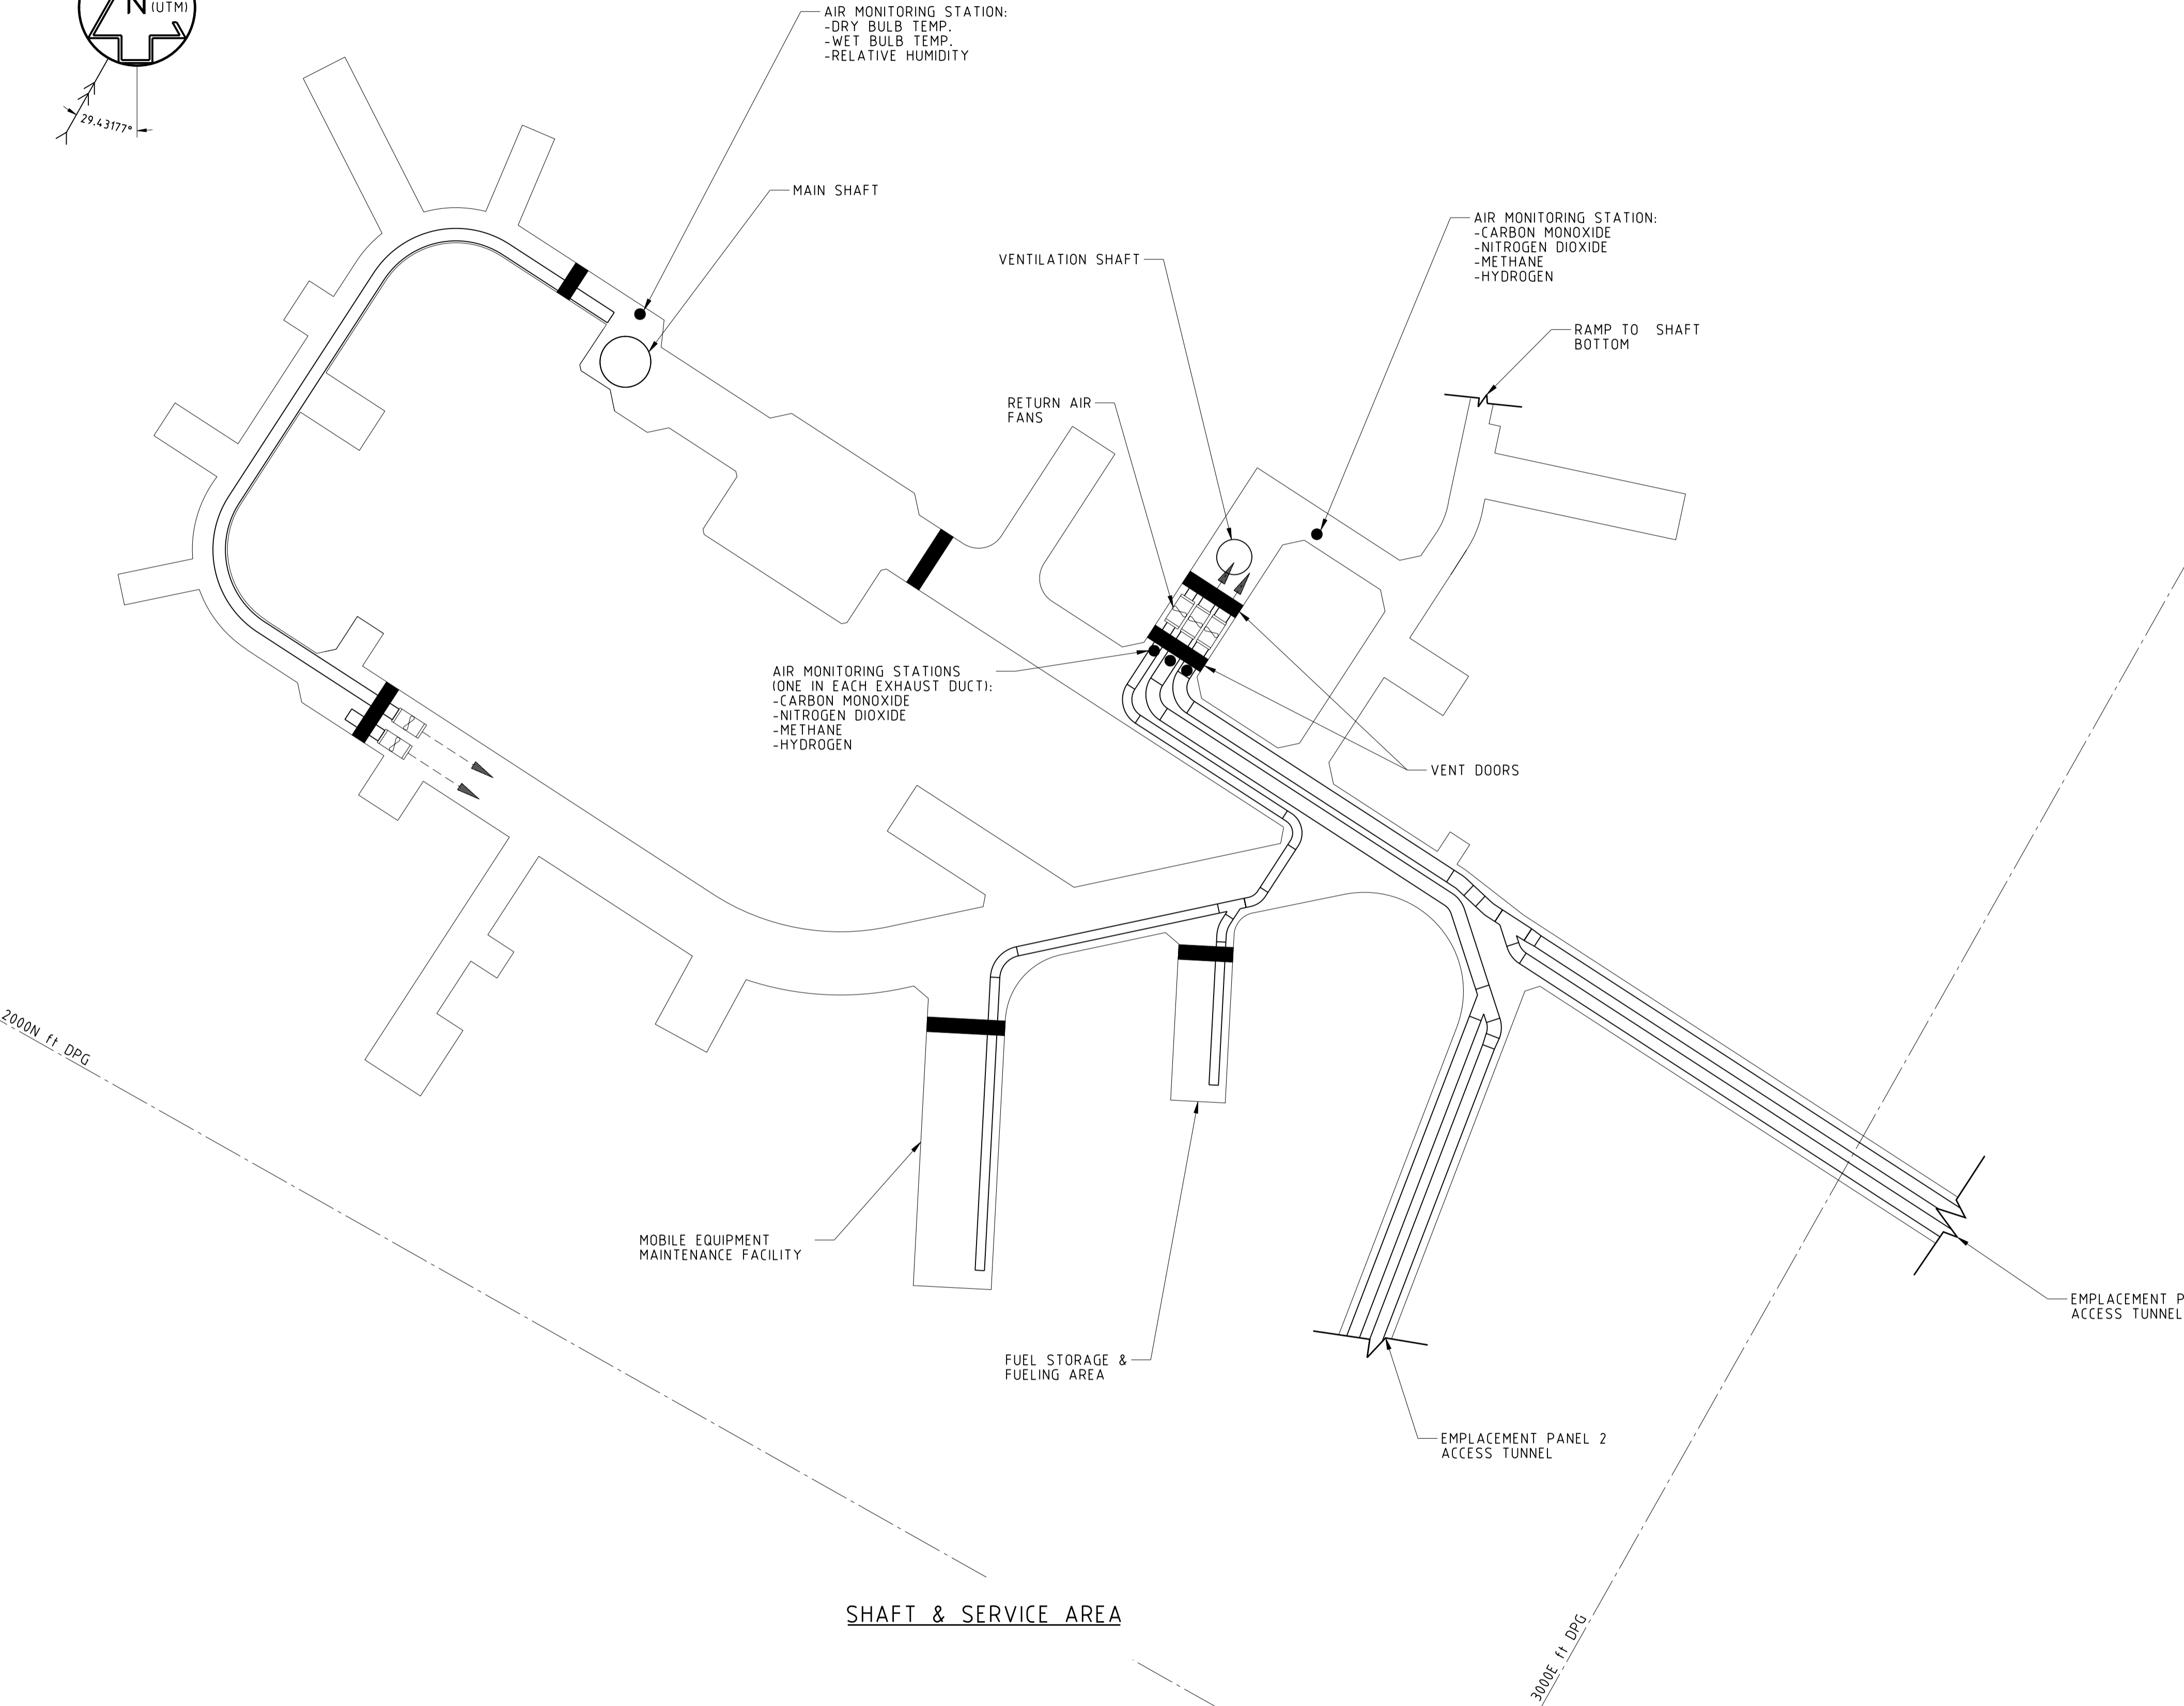 N (UTM)
29.43177°
AIR MONITORING STATION:
-DRY BULB TEMP.
-WET BULB TEMP.
-RELATIVE HUMIDITY
MAIN SHAFT
VENTILATION SHAFT
AIR MONITORING STATION:
-CARBON MONOXIDE
-NITROGEN DIOXIDE
-METHANE
-HYDROGEN
RAMP TO SHAFT
BOTTOM
RETURN AIR
FANS
AIR MONITORING STATIONS
(ONE IN EACH EXHAUST DUCT):
-CARBON MONOXIDE
-NITROGEN DIOXIDE
-METHANE
-HYDROGEN
VENT DOORS
2000N ft DPG
MOBILE EQUIPMENT
MAINTENANCE FACILITY
EMPLACEMENT P
ACCESS TUNNEL
FUEL STORAGE &
FUELING AREA
EMPLACEMENT PANEL 2
ACCESS TUNNEL
SHAFT & SERVICE AREA
3000E ft DPG